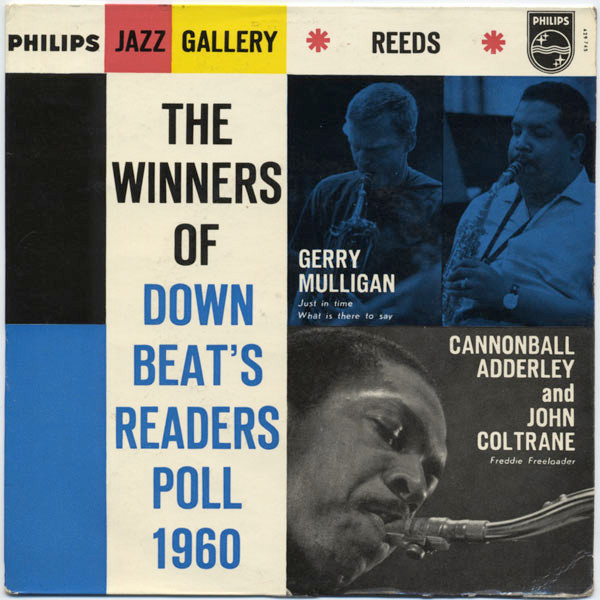 PHILIPS JAZZ GALLERY * REEDS *
PHILIPS
THE
WINNERS
OF
DOWN
BEAT'S
READERS
POLL
1960
GERRY
MULLIGAN
Just in time
What is there to say
CANNONBALL
ADDERLEY
and
JOHN
COLTRANE
Freddie Freeloader